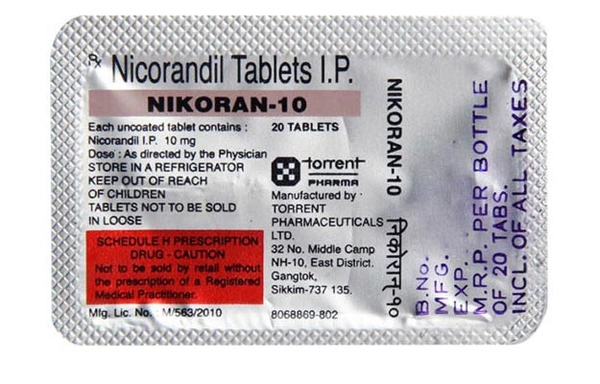 Rx Nicorandil Tablets I.P.
NIKORAN-10
Each uncoated tablet contains : 20 TABLETS
Nicorandil I.P. 10 mg
Dose : As directed by the Physician
STORE IN A REFRIGERATOR
KEEP OUT OF REACH
OF CHILDREN
TABLETS NOT TO BE SOLD
IN LOOSE
SCHEDULE H PRESCRIPTION
DRUG - CAUTION
Not to be sold by retail without
the prescription of a Registered
Medical Practitioner.
Mfg. Lic. No. M/563/2010
torrent
PHARMA
Manufactured by :
TORRENT
PHARMACEUTICALS
LTD.
32 No. Middle Camp
NH-10, East District.
Gangtok,
Sikkim-737 135.
8068869-802
NIKORAN-10 निकोरान-१०
B.No.
MFG.
EXP.
M.R.P. PER BOTTLE
OF 20 TABS.
INCL. OF ALL TAXES